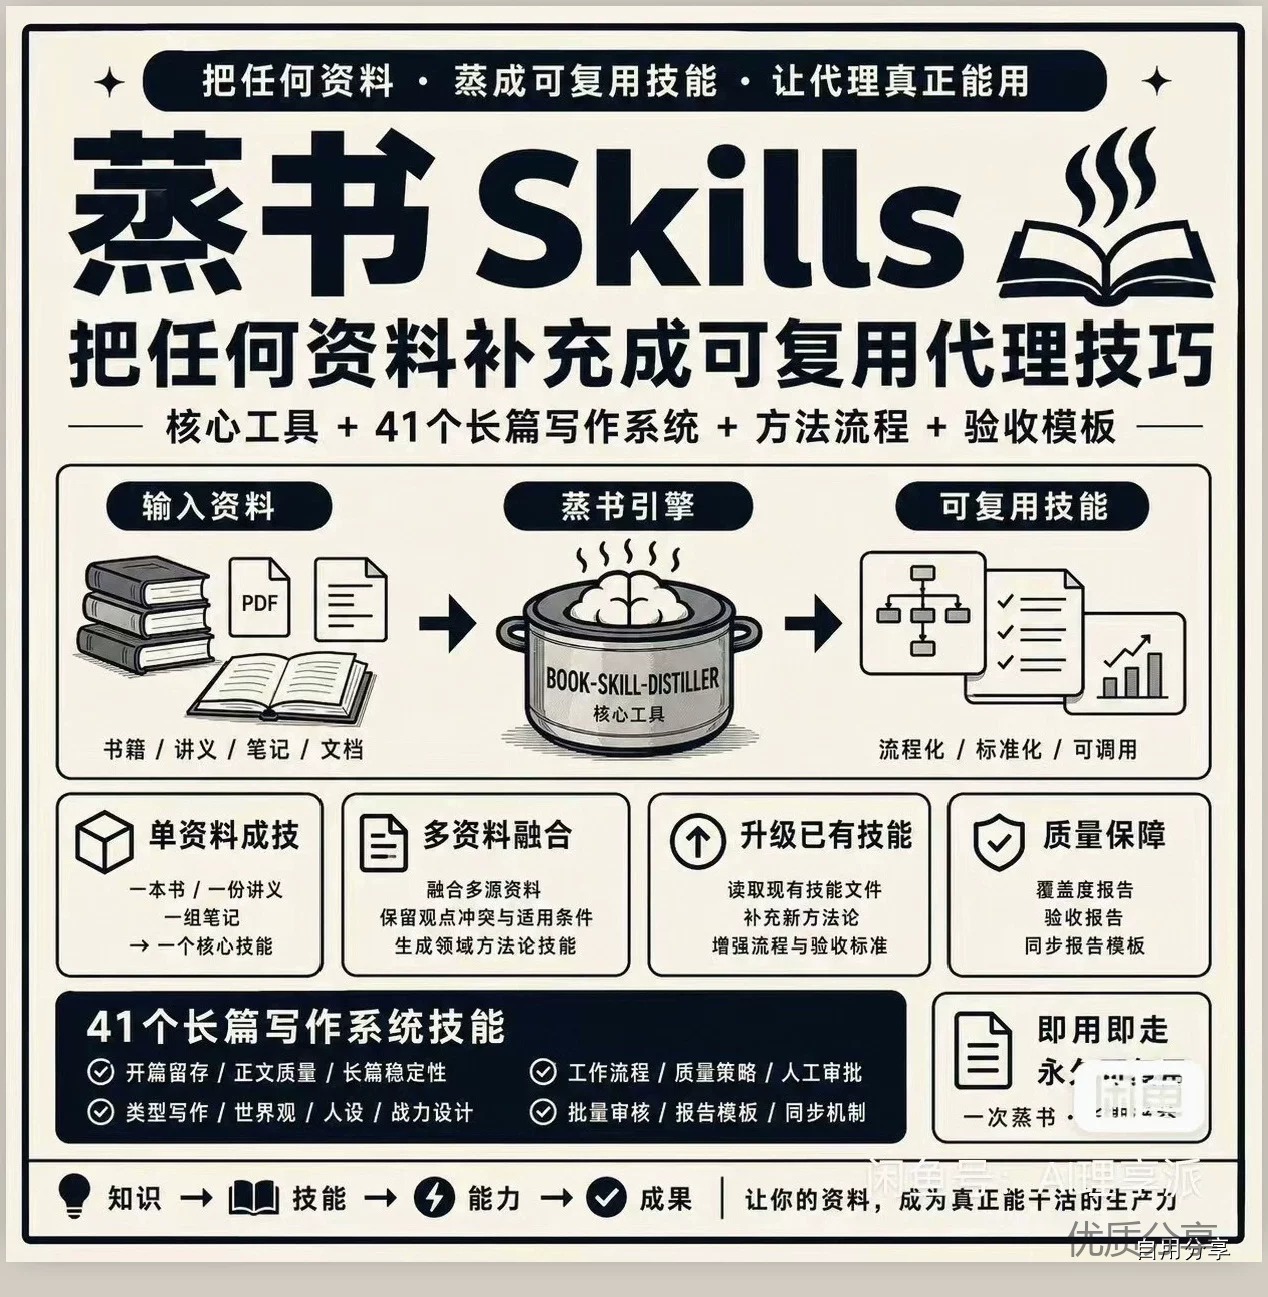 把任何资料 · 蒸成可复用技能 · 让代理真正能用
蒸书 Skills
把任何资料补充成可复用代理技巧
核心工具 + 41个长篇写作系统 + 方法流程 + 验收模板
输入资料
PDF
书籍 / 讲义 / 笔记 / 文档
蒸书引擎
BOOK-SKILL-DISTILLER
核心工具
可复用技能
流程化 / 标准化 / 可调用
单资料成技
一本书 / 一份讲义
一组笔记
→ 一个核心技能
多资料融合
融合多源资料
保留观点冲突与适用条件
生成领域方法论技能
升级已有技能
读取现有技能文件
补充新方法论
增强流程与验收标准
质量保障
覆盖度报告
验收报告
同步报告模板
41个长篇写作系统技能
开篇留存 / 正文质量 / 长篇稳定性
类型写作 / 世界观 / 人设 / 战力设计
工作流程 / 质量策略 / 人工审批
批量审核 / 报告模板 / 同步机制
即用即走
永久
一次蒸书 ·
闲鱼
知识 → 技能 → 能力 → 成果
让你的资料，成为真正能干活的生产力
闲鱼号：AI理享派
优质分享
自用分享